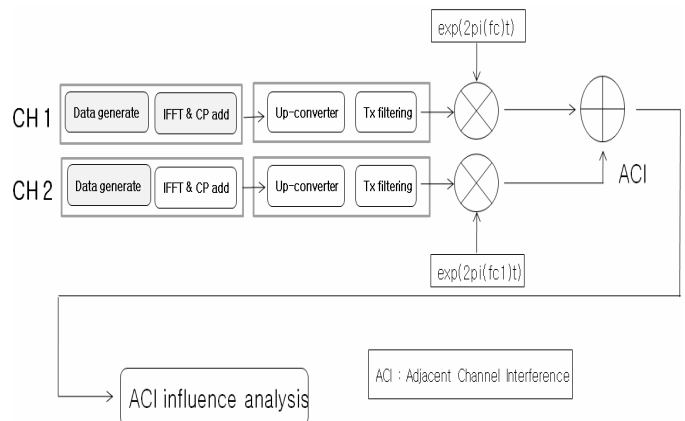 exp(2pi(fc)t)
CH 1
Data generate
IFFT & CP add
Up-converter
Tx filtering
CH 2
Data generate
IFFT & CP add
Up-converter
Tx filtering
ACI
exp(2pi(fc1)t)
ACI : Adjacent Channel Interference
ACI influence analysis